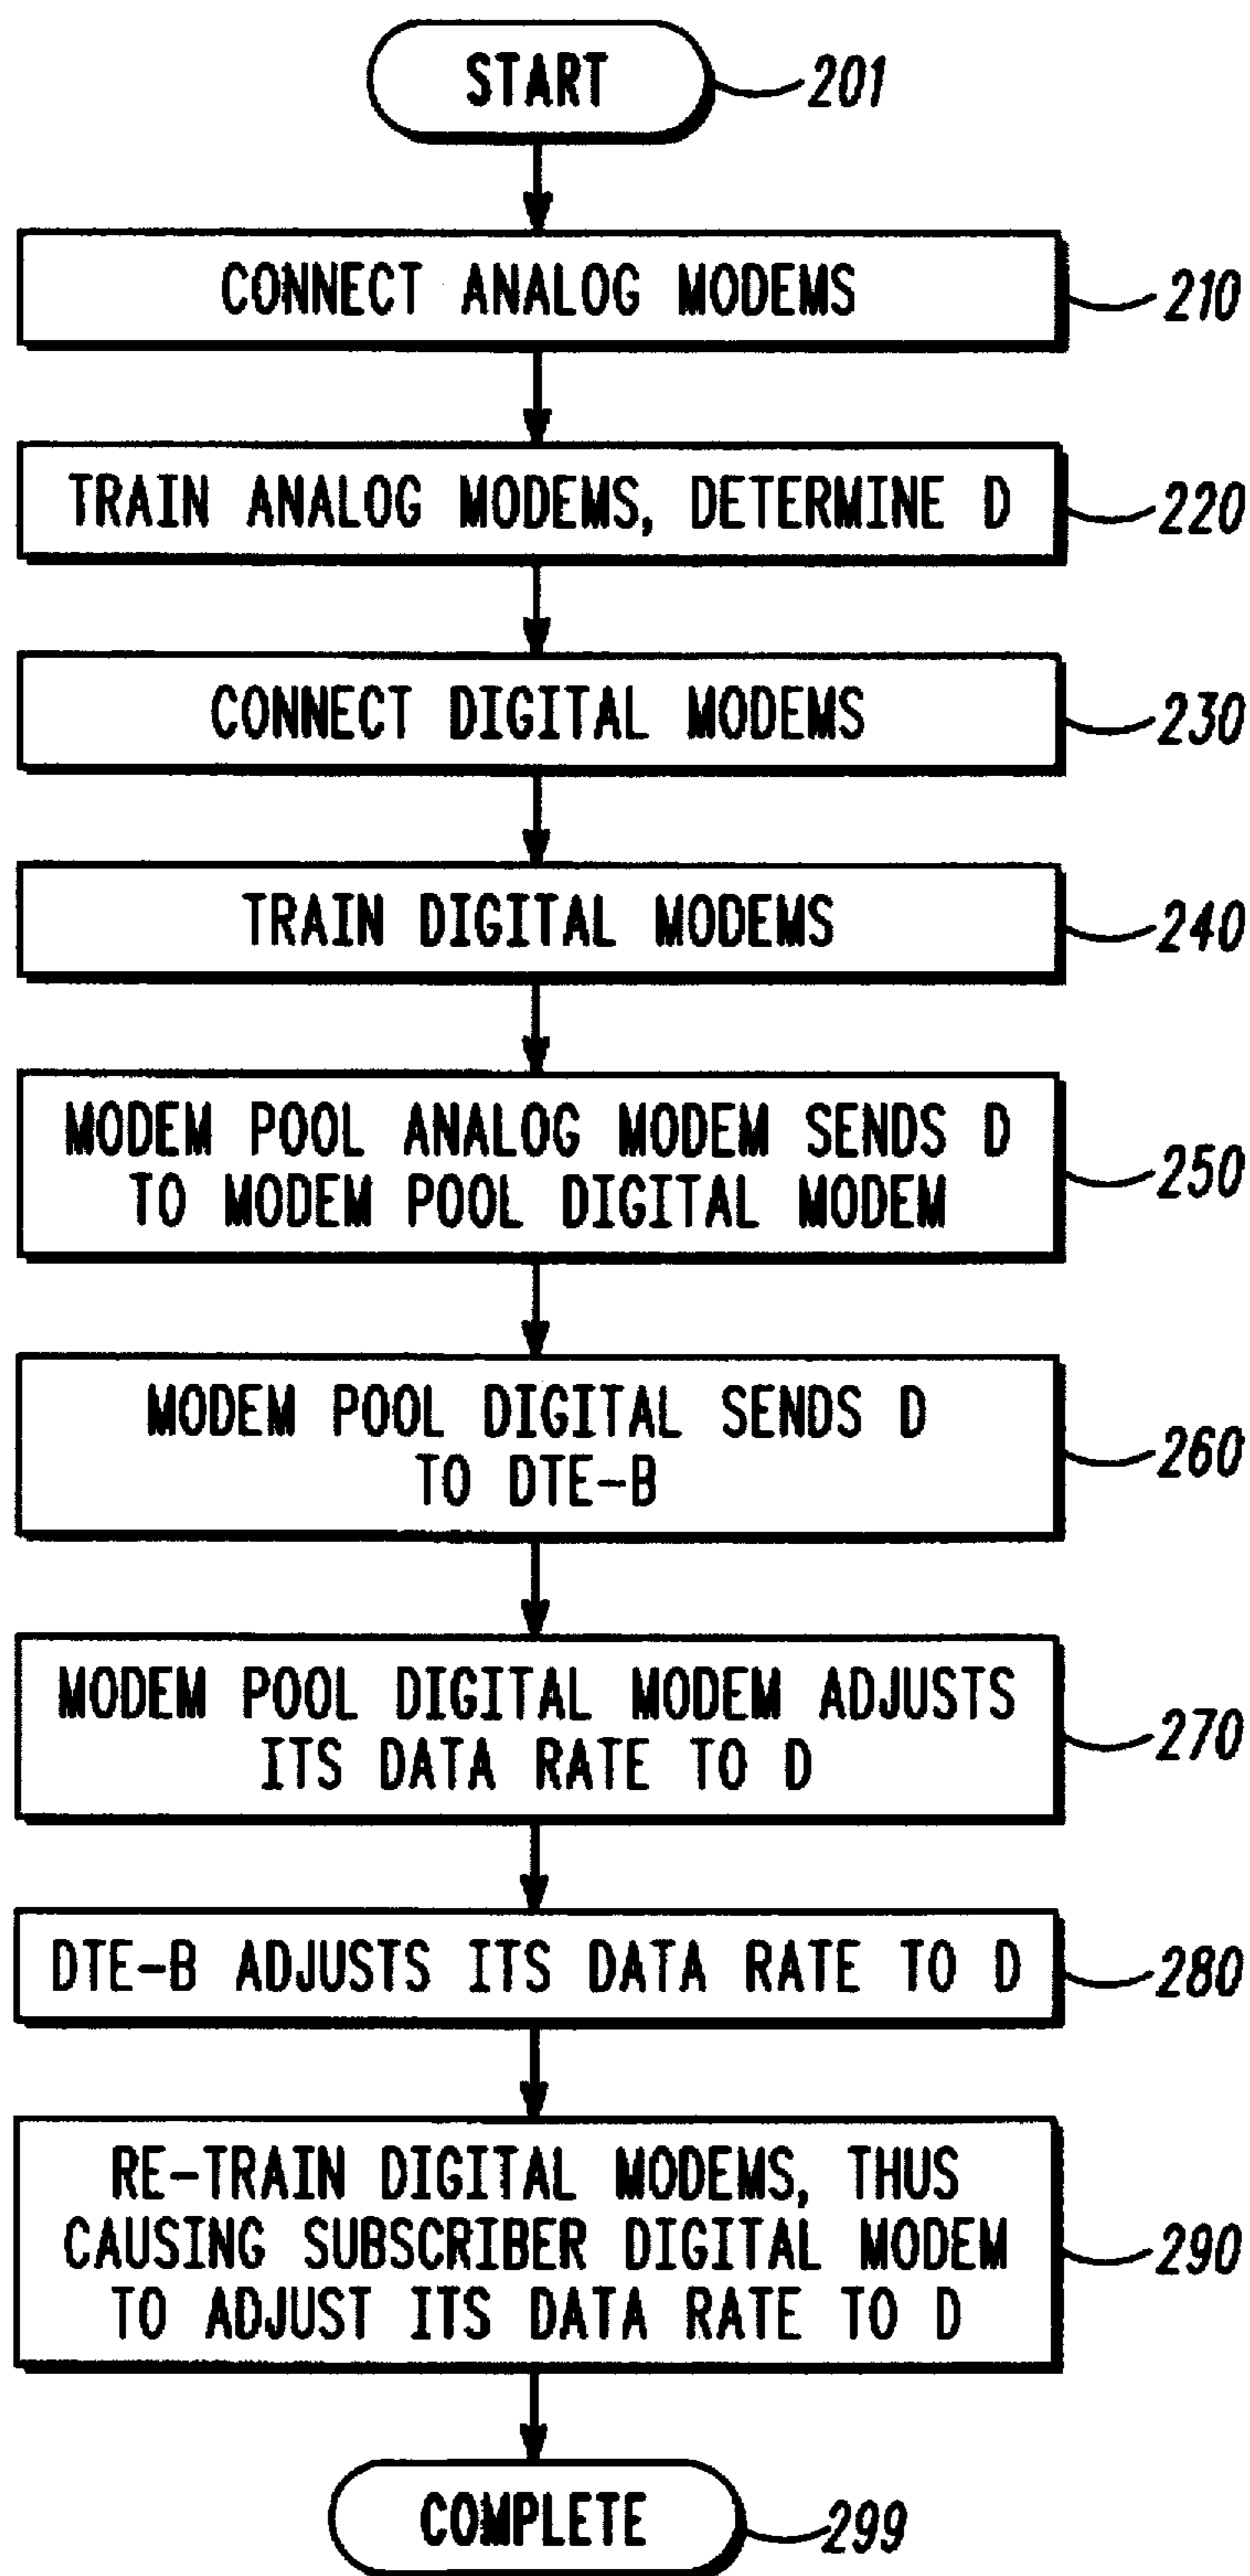 START
201
CONNECT ANALOG MODEMS
210
TRAIN ANALOG MODEMS, DETERMINE D
220
CONNECT DIGITAL MODEMS
230
TRAIN DIGITAL MODEMS
240
MODEM POOL ANALOG MODEM SENDS D
TO MODEM POOL DIGITAL MODEM
250
MODEM POOL DIGITAL SENDS D
TO DTE-B
260
MODEM POOL DIGITAL MODEM ADJUSTS
ITS DATA RATE TO D
270
DTE-B ADJUSTS ITS DATA RATE TO D
280
RE-TRAIN DIGITAL MODEMS, THUS
CAUSING SUBSCRIBER DIGITAL MODEM
TO ADJUST ITS DATA RATE TO D
290
COMPLETE
299